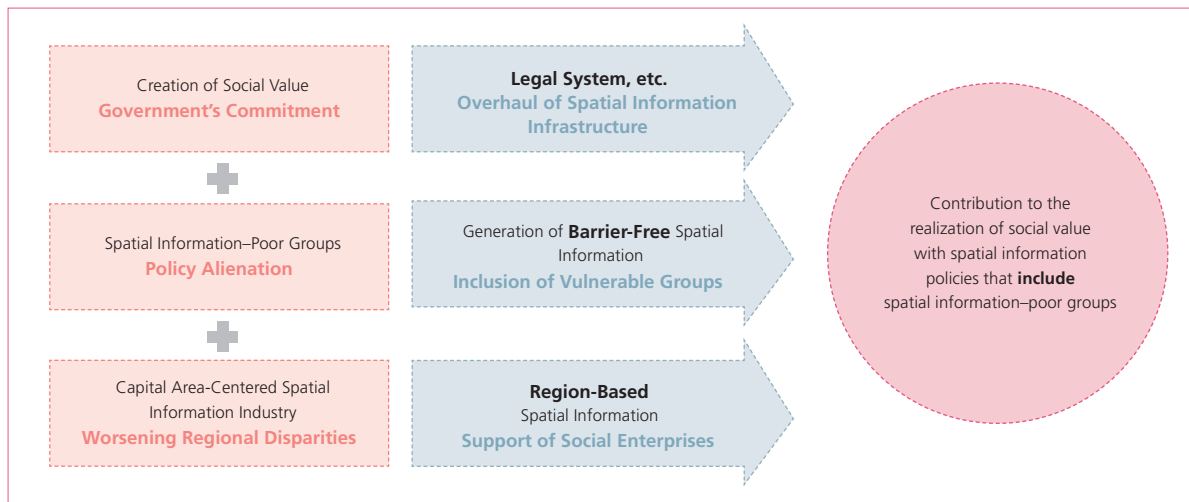 Creation of Social Value
Government's Commitment
Legal System, etc.
Overhaul of Spatial Information
Infrastructure
Spatial Information–Poor Groups
Policy Alienation
Generation of Barrier-Free Spatial
Information
Inclusion of Vulnerable Groups
Capital Area-Centered Spatial
Information Industry
Worsening Regional Disparities
Region-Based
Spatial Information
Support of Social Enterprises
Contribution to the
realization of social value
with spatial information
policies that include
spatial information–poor groups